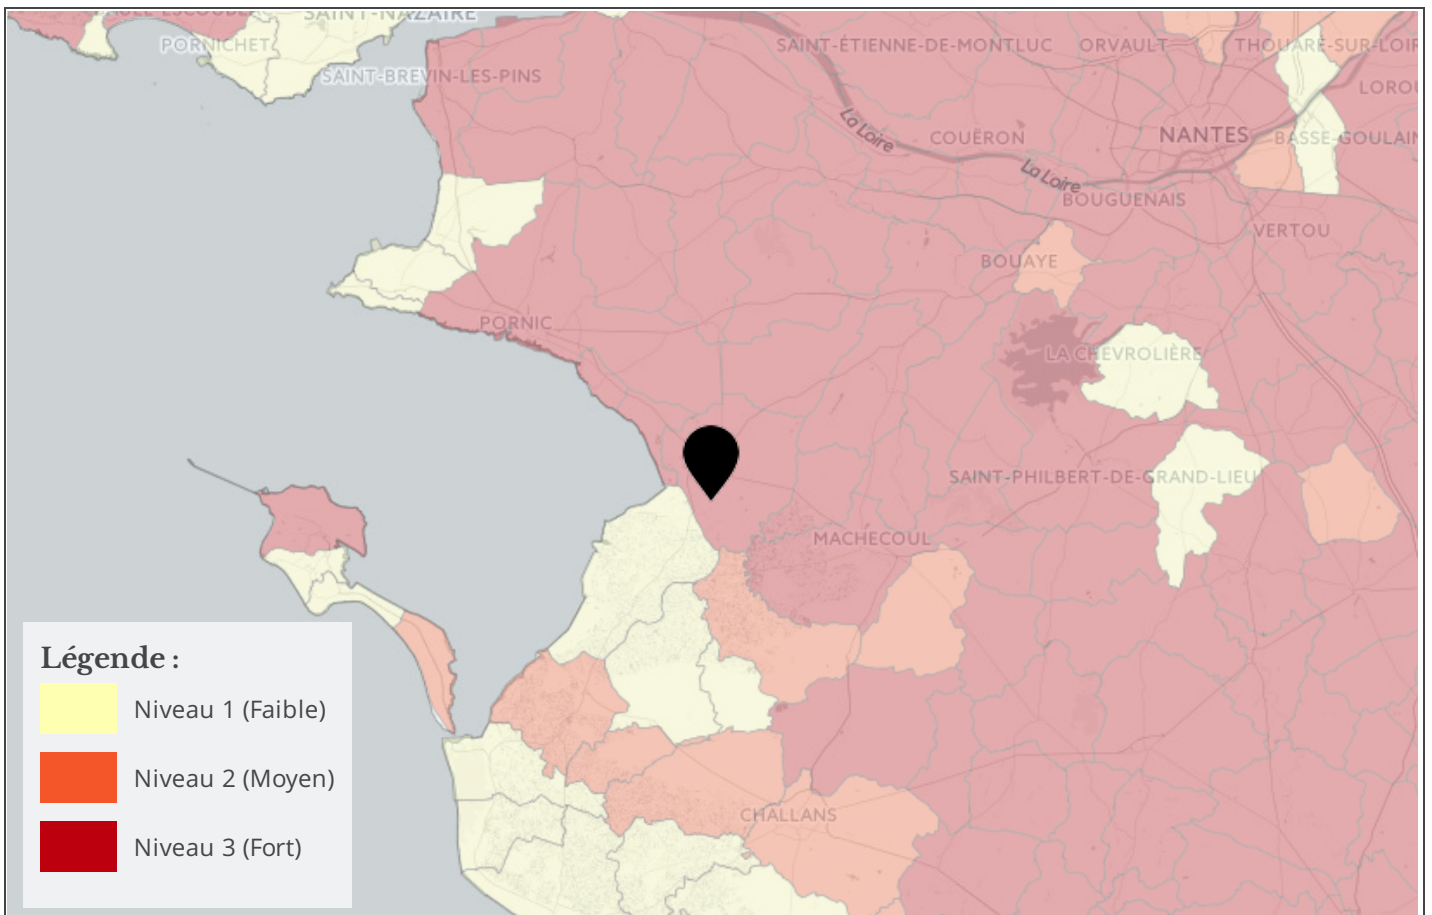 SAINT-NAZAIRE
PORNICHET
SAINT-BREVIN-LES-PINS
SAINT-ÉTIENNE-DE-MONTLUC
ORVAULT
THOUARÉ-SUR-LOIR
LOROU
La Loire
COUËRON
NANTES
BASSE-GOULAIN
La Loire
BOUGUENAIS
VERTOU
BOUAYE
PORNIC
LA CHEVROLIÈRE
SAINT-PHILBERT-DE-GRAND-LIEU
MACHECOUL
CHALLANS
Légende :
Niveau 1 (Faible)
Niveau 2 (Moyen)
Niveau 3 (Fort)